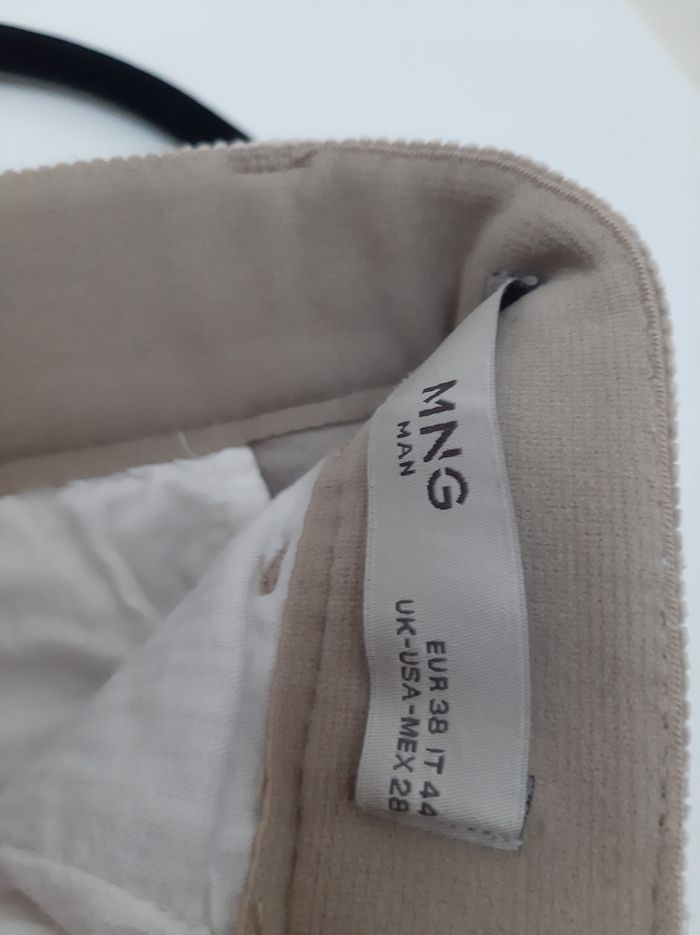 MNG
MAN
EUR 38 IT 44
UK-USA-MEX 28